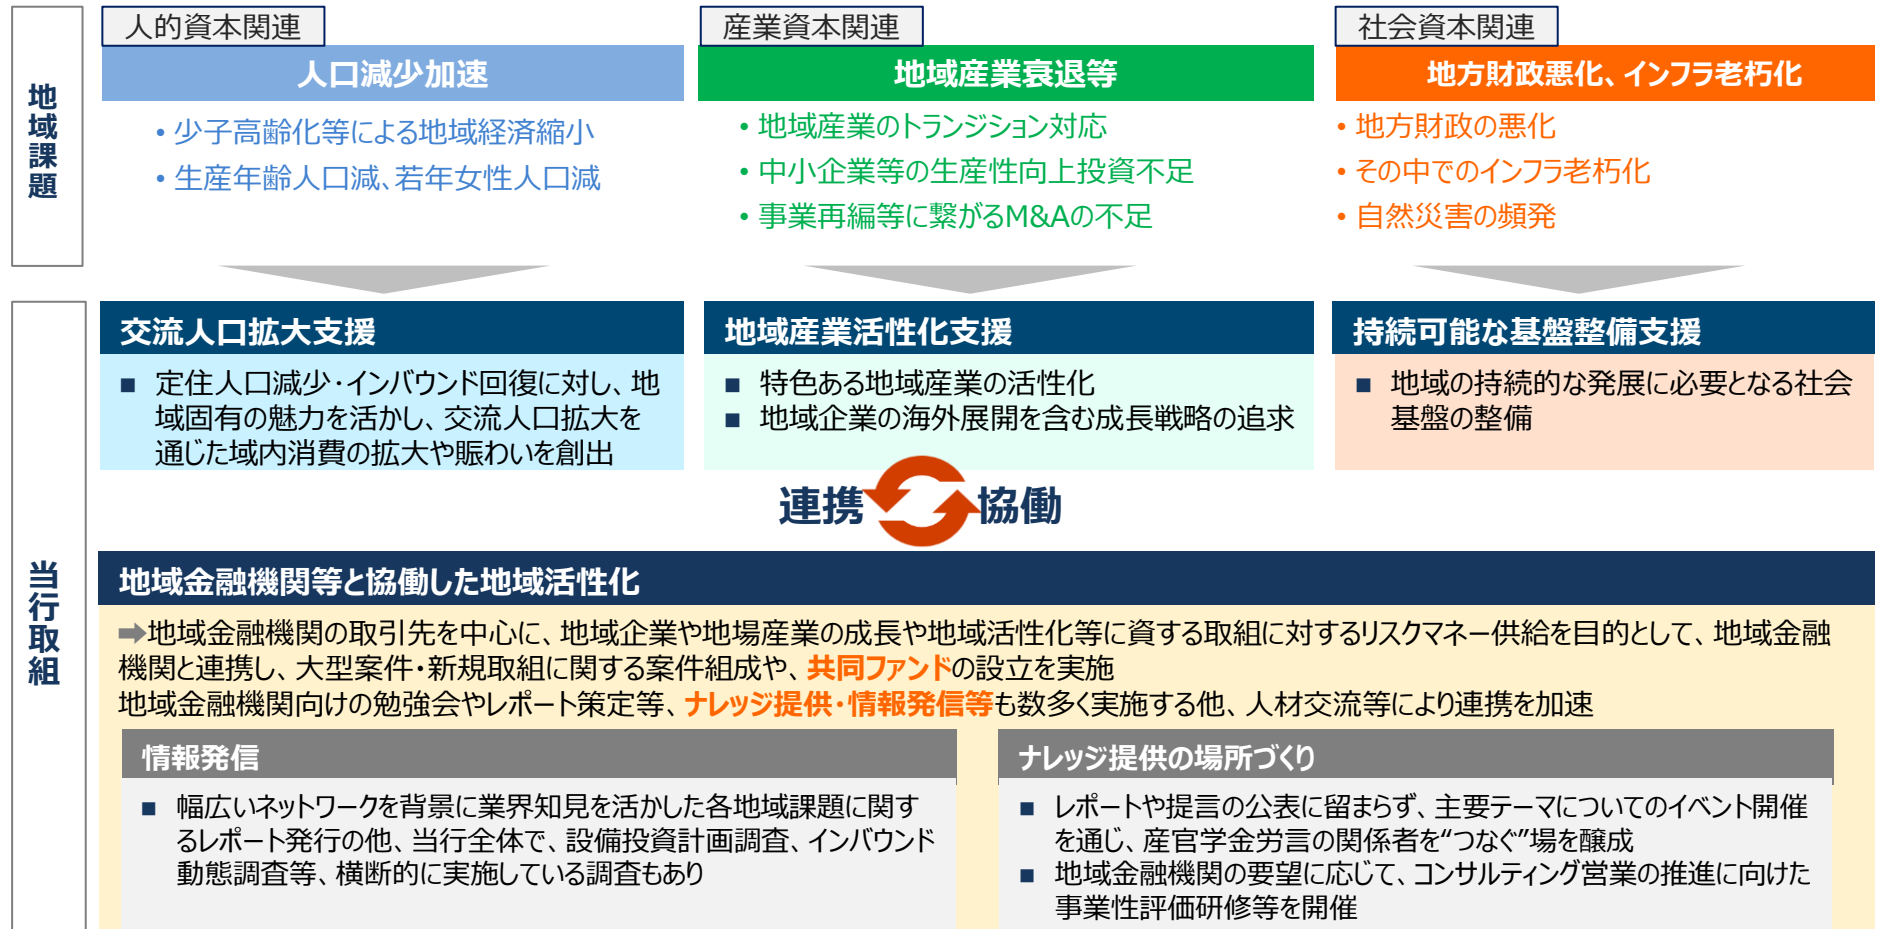 地域課題
人的資本関連
人口減少加速
• 少子高齢化等による地域経済縮小
• 生産年齢人口減、若年女性人口減
産業資本関連
地域産業衰退等
• 地域産業のトランジション対応
• 中小企業等の生産性向上投資不足
• 事業再編等に繋がるM&Aの不足
社会資本関連
地方財政悪化、インフラ老朽化
• 地方財政の悪化
• その中でのインフラ老朽化
• 自然災害の頻発
当行取組
交流人口拡大支援
■ 定住人口減少・インバウンド回復に対し、地
域固有の魅力を活かし、交流人口拡大を
通じた域内消費の拡大や賑わいを創出
地域産業活性化支援
■ 特色ある地域産業の活性化
■ 地域企業の海外展開を含む成長戦略の追求
持続可能な基盤整備支援
■ 地域の持続的な発展に必要となる社会
基盤の整備
連携 協働
地域金融機関等と協働した地域活性化
➡地域金融機関の取引先を中心に、地域企業や地場産業の成長や地域活性化等に資する取組に対するリスクマネー供給を目的として、地域金融
機関と連携し、大型案件・新規取組に関する案件組成や、共同ファンドの設立を実施
地域金融機関向けの勉強会やレポート策定等、ナレッジ提供・情報発信等も数多く実施する他、人材交流等により連携を加速
情報発信
■ 幅広いネットワークを背景に業界知見を活かした各地域課題に関す
るレポート発行の他、当行全体で、設備投資計画調査、インバウンド
動態調査等、横断的に実施している調査もあり
ナレッジ提供の場所づくり
■ レポートや提言の公表に留まらず、主要テーマについてのイベント開催
を通じ、産官学金労言の関係者を“つなぐ”場を醸成
■ 地域金融機関の要望に応じて、コンサルティング営業の推進に向けた
事業性評価研修等を開催